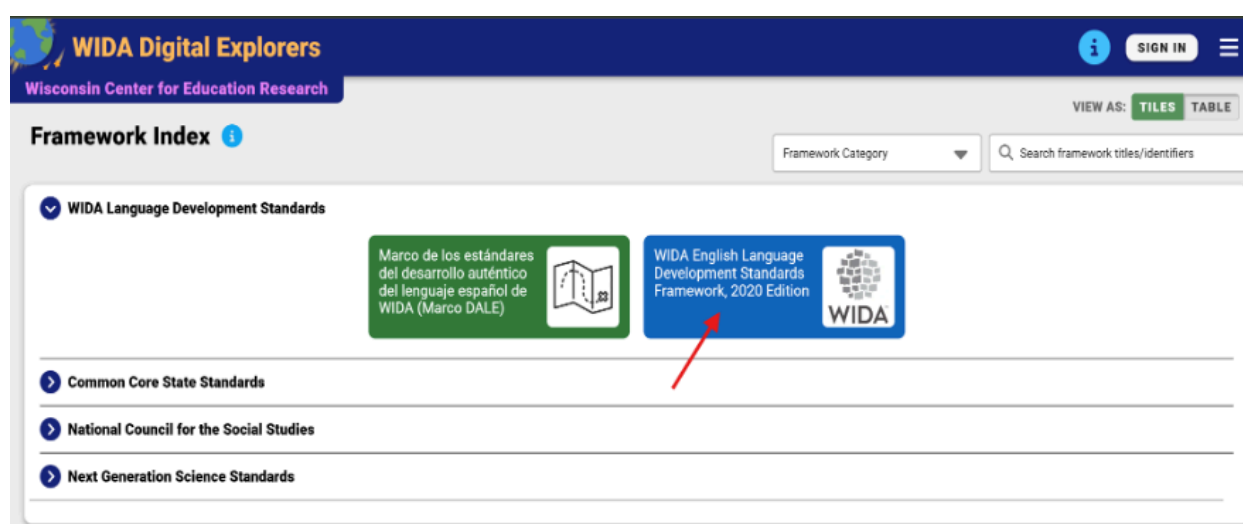 WIDA Digital Explorers
i
SIGN IN
Wisconsin Center for Education Research
VIEW AS: TILES TABLE
Framework Index i
Framework Category
Search framework titles/identifiers
WIDA Language Development Standards
Marco de los estándares
del desarrollo auténtico
del lenguaje español de
WIDA (Marco DALE)
WIDA English Language
Development Standards
Framework, 2020 Edition
WIDA
Common Core State Standards
National Council for the Social Studies
Next Generation Science Standards